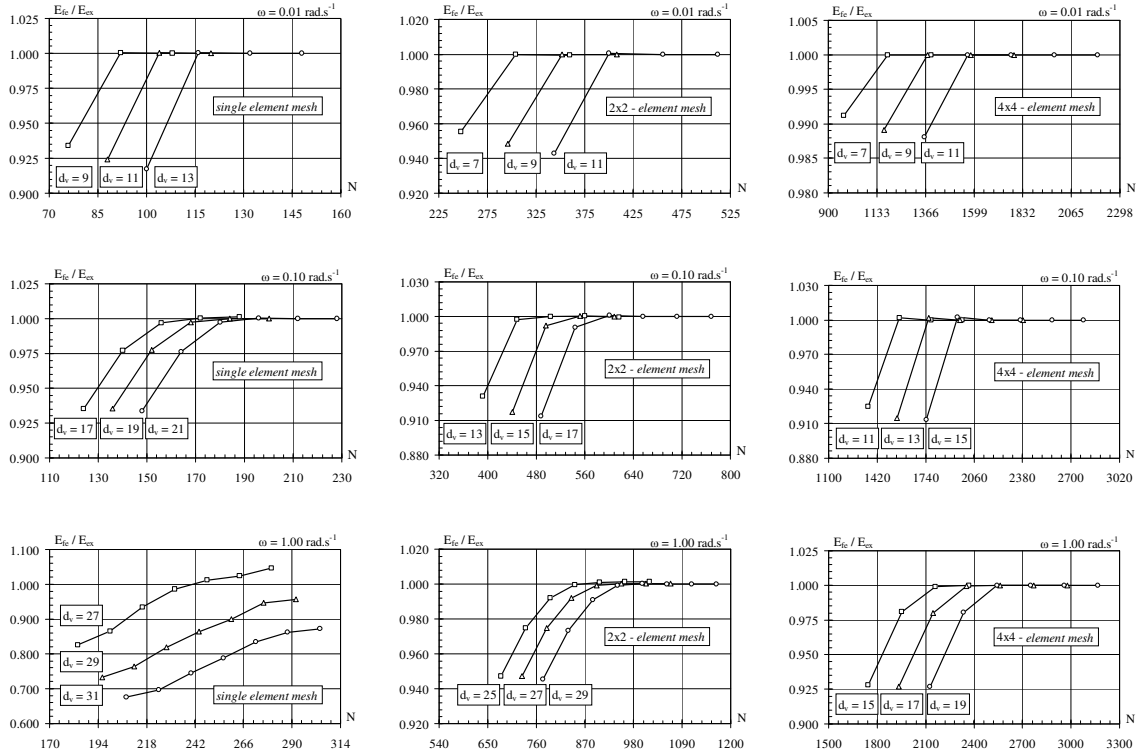 E_fe / E_ex ω = 0.01 rad.s^-1
1.025
1.000
0.975
0.950
0.925
0.900
single element mesh
d_v = 9 d_v = 11 d_v = 13
N
70 85 100 115 130 145 160
E_fe / E_ex ω = 0.01 rad.s^-1
1.020
1.000
0.980
0.960
0.940
0.920
2x2 - element mesh
d_v = 7 d_v = 9 d_v = 11
N
225 275 325 375 425 475 525
E_fe / E_ex ω = 0.01 rad.s^-1
1.005
1.000
0.995
0.990
0.985
0.980
4x4 - element mesh
d_v = 7 d_v = 9 d_v = 11
N
900 1133 1366 1599 1832 2065 2298
E_fe / E_ex ω = 0.10 rad.s^-1
1.025
1.000
0.975
0.950
0.925
0.900
single element mesh
d_v = 17 d_v = 19 d_v = 21
N
110 130 150 170 190 210 230
E_fe / E_ex ω = 0.10 rad.s^-1
1.030
1.000
0.970
0.940
0.910
0.880
2x2 - element mesh
d_v = 13 d_v = 15 d_v = 17
N
320 400 480 560 640 720 800
E_fe / E_ex ω = 0.10 rad.s^-1
1.030
1.000
0.970
0.940
0.910
0.880
4x4 - element mesh
d_v = 11 d_v = 13 d_v = 15
N
1100 1420 1740 2060 2380 2700 3020
E_fe / E_ex ω = 1.00 rad.s^-1
1.100
1.000
0.900
0.800
0.700
0.600
d_v = 27
d_v = 29
d_v = 31
single element mesh
N
170 194 218 242 266 290 314
E_fe / E_ex ω = 1.00 rad.s^-1
1.020
1.000
0.980
0.960
0.940
0.920
2x2 - element mesh
d_v = 25 d_v = 27 d_v = 29
N
540 650 760 870 980 1090 1200
E_fe / E_ex ω = 1.00 rad.s^-1
1.025
1.000
0.975
0.950
0.925
0.900
4x4 - element mesh
d_v = 15 d_v = 17 d_v = 19
N
1500 1800 2100 2400 2700 3000 3300